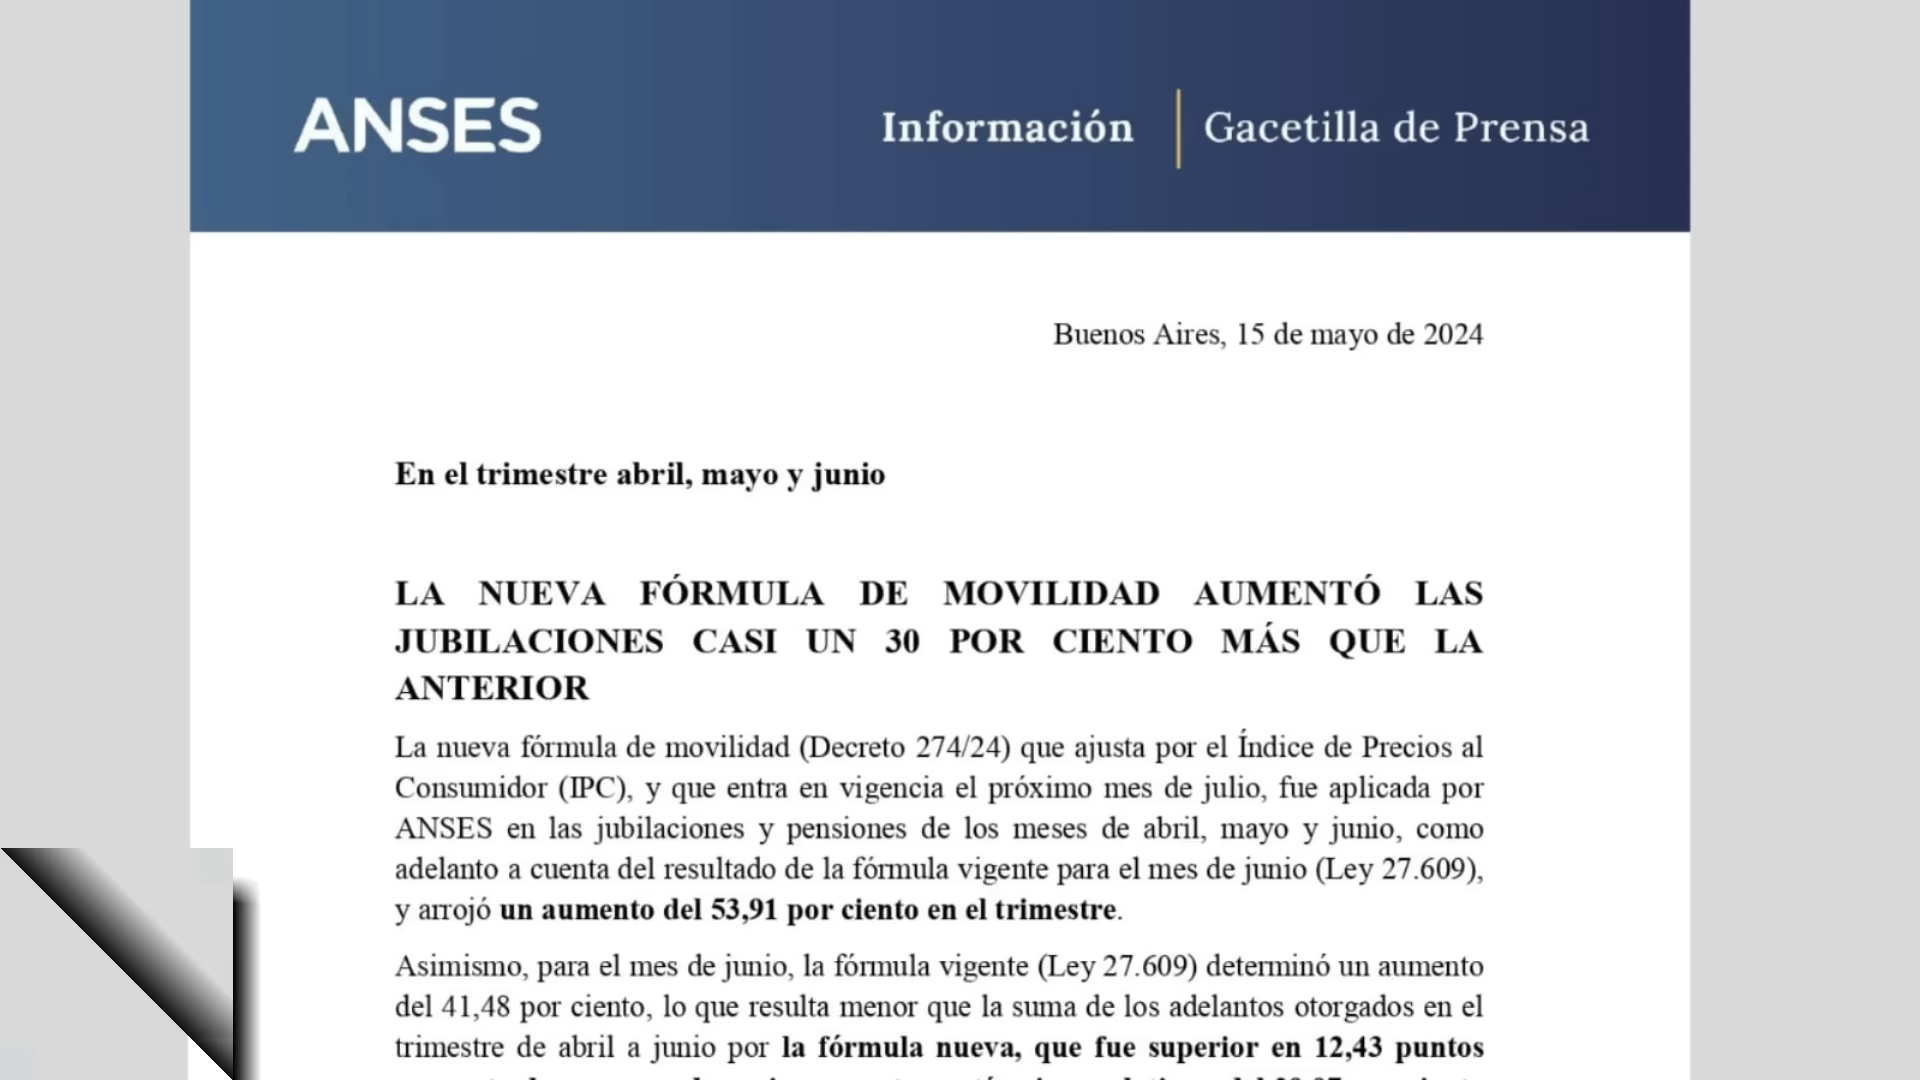 ANSES
Información
Gacetilla de Prensa
Buenos Aires, 15 de mayo de 2024
En el trimestre abril, mayo y junio
LA NUEVA FÓRMULA DE MOVILIDAD AUMENTÓ LAS
JUBILACIONES CASI UN 30 POR CIENTO MÁS QUE LA
ANTERIOR
La nueva fórmula de movilidad (Decreto 274/24) que ajusta por el Índice de Precios al
Consumidor (IPC), y que entra en vigencia el próximo mes de julio, fue aplicada por
ANSES en las jubilaciones y pensiones de los meses de abril, mayo y junio, como
adelanto a cuenta del resultado de la fórmula vigente para el mes de junio (Ley 27.609),
y arrojó un aumento del 53,91 por ciento en el trimestre.
Asimismo, para el mes de junio, la fórmula vigente (Ley 27.609) determinó un aumento
del 41,48 por ciento, lo que resulta menor que la suma de los adelantos otorgados en el
trimestre de abril a junio por la fórmula nueva, que fue superior en 12,43 puntos